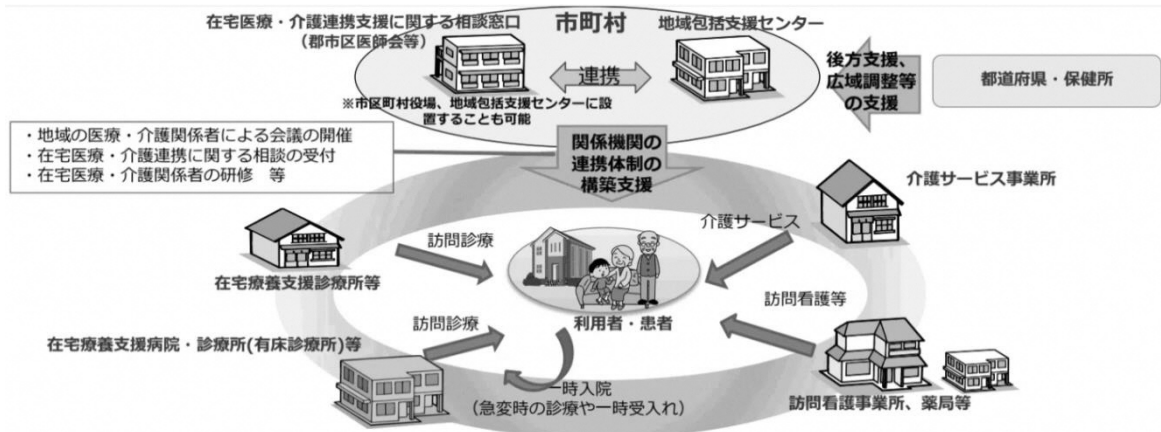 在宅医療・介護連携支援に関する相談窓口
（郡市区医師会等）
市町村
地域包括支援センター
連携
※市区町村役場、地域包括支援センターに設
置することも可能
後方支援、
広域調整等
の支援
都道府県・保健所
・地域の医療・介護関係者による会議の開催
・在宅医療・介護連携に関する相談の受付
・在宅医療・介護関係者の研修　等
関係機関の
連携体制の
構築支援
介護サービス事業所
介護サービス
訪問診療
在宅療養支援診療所等
訪問看護等
利用者・患者
訪問診療
在宅療養支援病院・診療所(有床診療所)等
一時入院
（急変時の診療や一時受入れ）
訪問看護事業所、薬局等